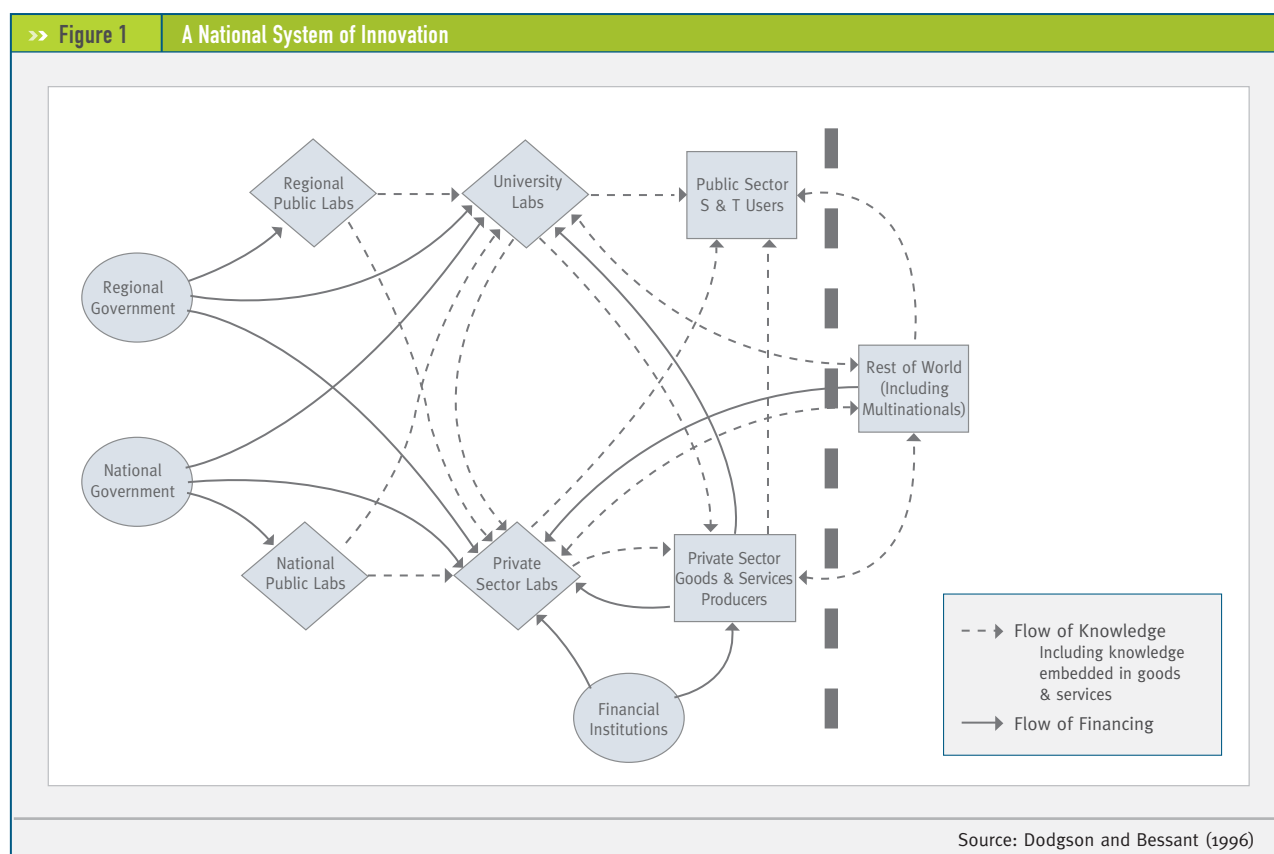 >> Figure 1 A National System of Innovation
Regional
Public Labs
University
Labs
Public Sector
S & T Users
Regional
Government
Rest of World
(Including
Multinationals)
National
Government
National
Public Labs
Private
Sector Labs
Private Sector
Goods & Services
Producers
Financial
Institutions
Flow of Knowledge
Including knowledge
embedded in goods
& services
Flow of Financing
Source: Dodgson and Bessant (1996)